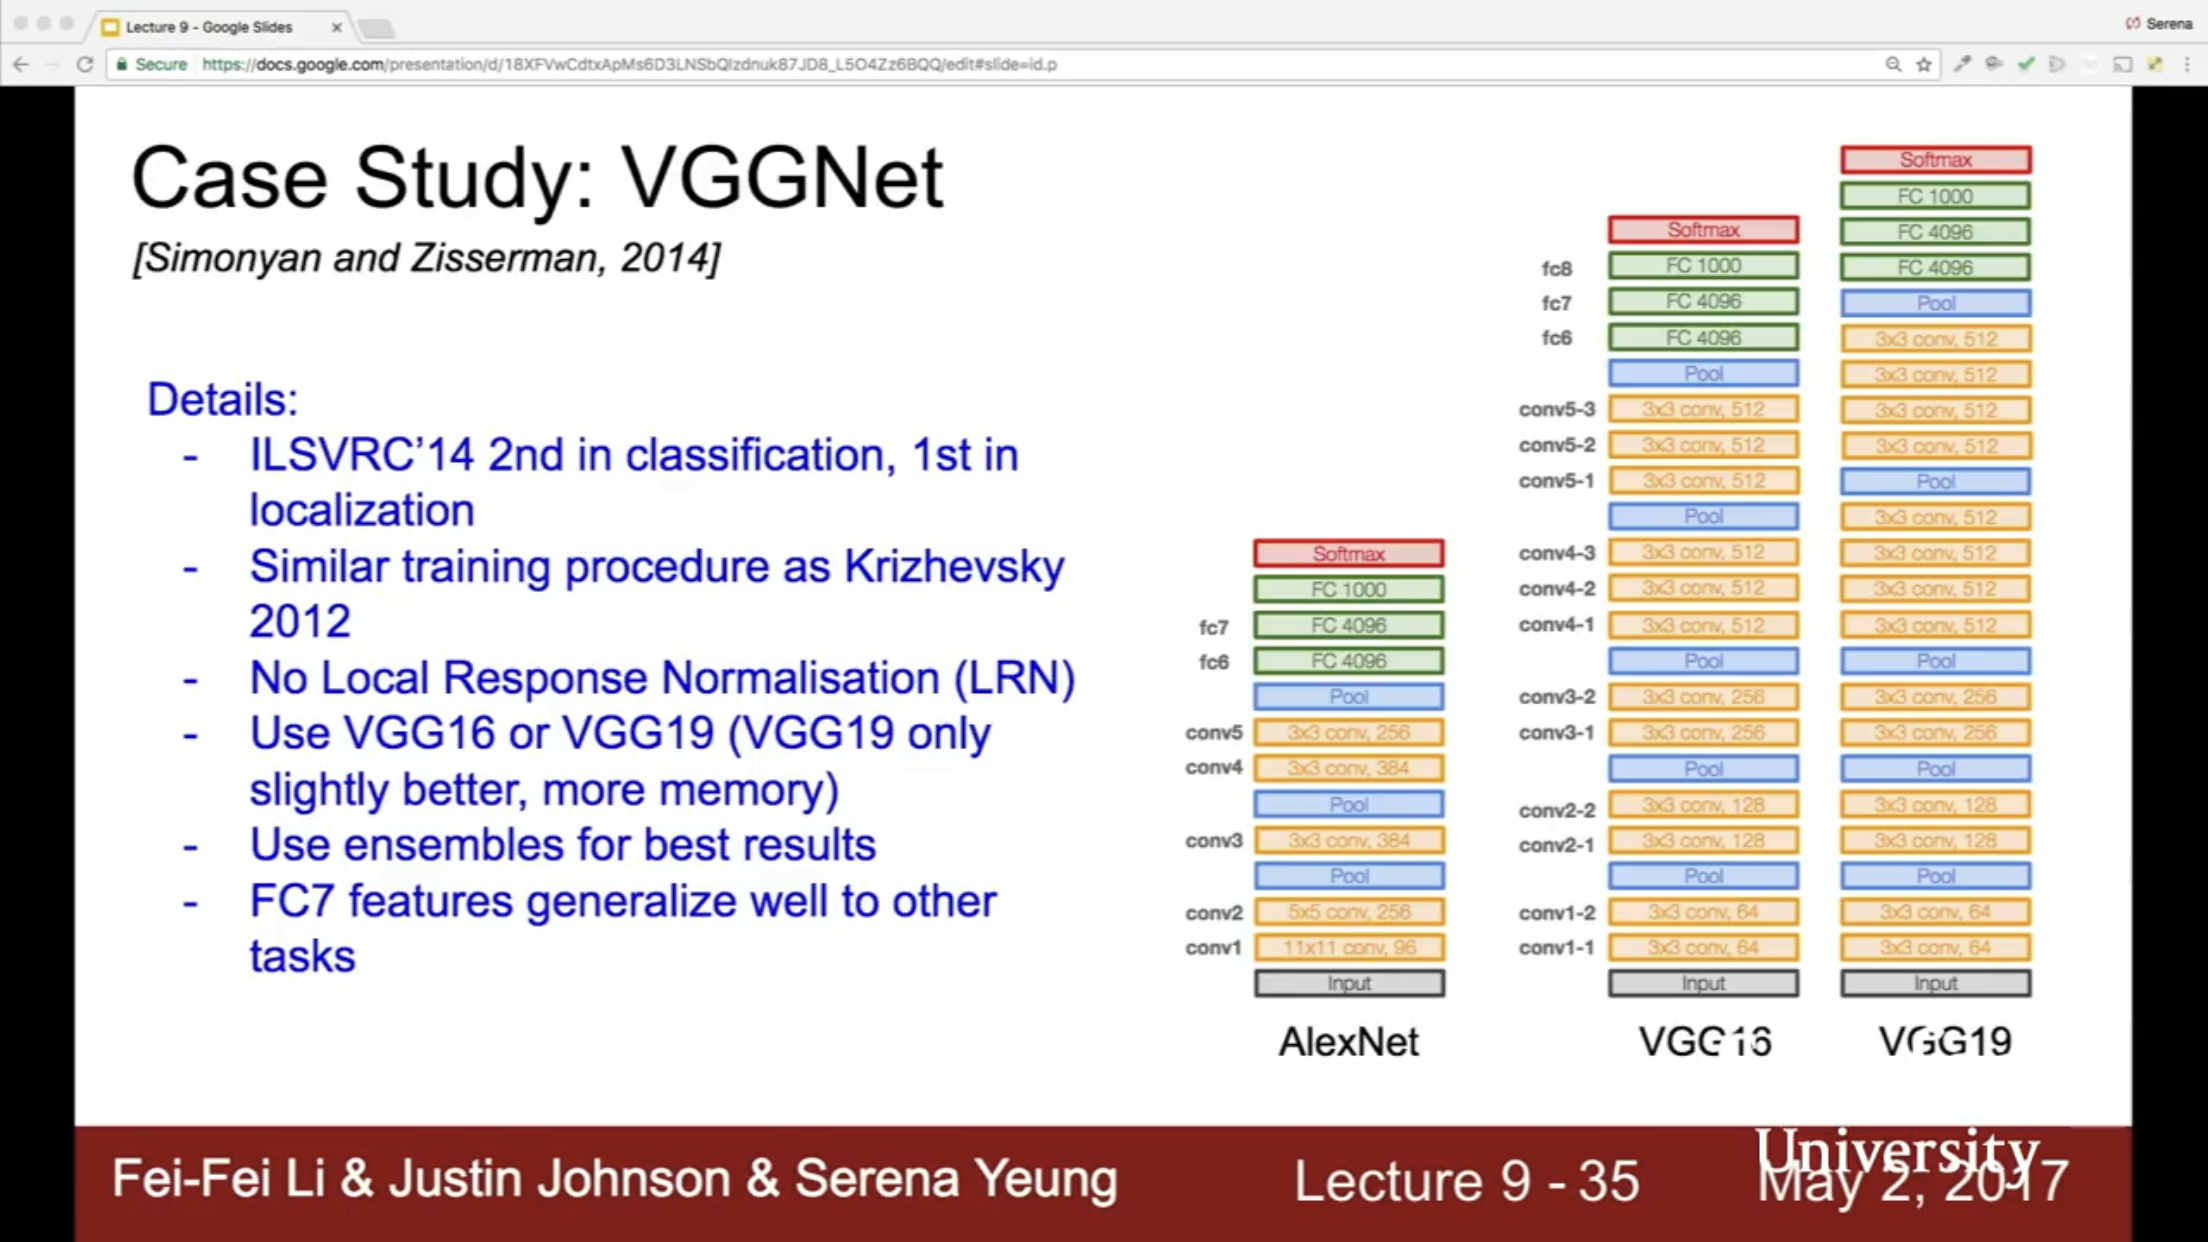 Lecture 9 - Google Slides
Serena
Secure https://docs.google.com/presentation/d/18XFVwCdtxApMs6D3LNSbQIzdnuk87JD8_L5O4Zz6BQQ/edit#slide=id.p
Case Study: VGGNet
[Simonyan and Zisserman, 2014]
Details:
- ILSVRC'14 2nd in classification, 1st in
localization
- Similar training procedure as Krizhevsky
2012
- No Local Response Normalisation (LRN)
- Use VGG16 or VGG19 (VGG19 only
slightly better, more memory)
- Use ensembles for best results
- FC7 features generalize well to other
tasks
Softmax
FC 1000
fc7 FC 4096
fc6 FC 4096
Pool
conv5 3x3 conv, 256
conv4 3x3 conv, 384
Pool
conv3 3x3 conv, 384
Pool
conv2 5x5 conv, 256
conv1 11x11 conv, 96
Input
AlexNet
Softmax
fc8 FC 1000
fc7 FC 4096
fc6 FC 4096
Pool
conv5-3 3x3 conv, 512
conv5-2 3x3 conv, 512
conv5-1 3x3 conv, 512
Pool
conv4-3 3x3 conv, 512
conv4-2 3x3 conv, 512
conv4-1 3x3 conv, 512
Pool
conv3-2 3x3 conv, 256
conv3-1 3x3 conv, 256
Pool
conv2-2 3x3 conv, 128
conv2-1 3x3 conv, 128
Pool
conv1-2 3x3 conv, 64
conv1-1 3x3 conv, 64
Input
VGG16
Softmax
FC 1000
FC 4096
FC 4096
Pool
3x3 conv, 512
3x3 conv, 512
3x3 conv, 512
3x3 conv, 512
Pool
3x3 conv, 512
3x3 conv, 512
3x3 conv, 512
3x3 conv, 512
Pool
3x3 conv, 256
3x3 conv, 256
Pool
3x3 conv, 128
3x3 conv, 128
Pool
3x3 conv, 64
3x3 conv, 64
Input
VGG19
Fei-Fei Li & Justin Johnson & Serena Yeung
Lecture 9 - 35
University
May 2, 2017